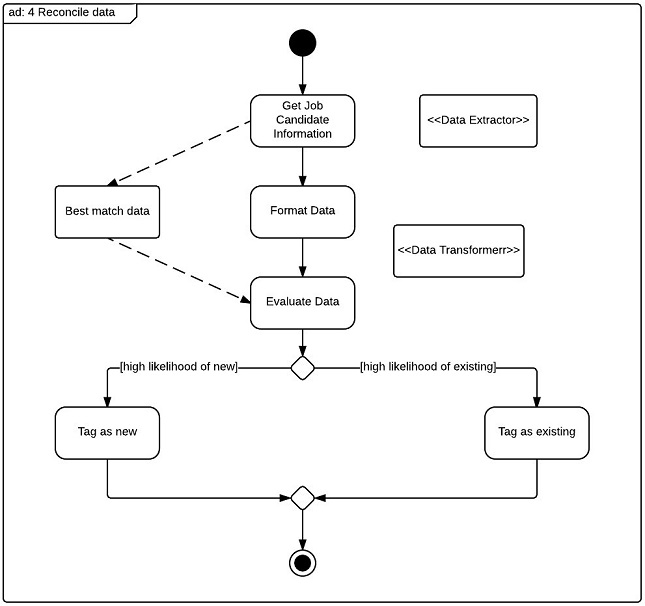 ad: 4 Reconcile data
Get Job
Candidate
Information
<<Data Extractor>>
Best match data
Format Data
<<Data Transformerr>>
Evaluate Data
[high likelihood of new]
[high likelihood of existing]
Tag as new
Tag as existing